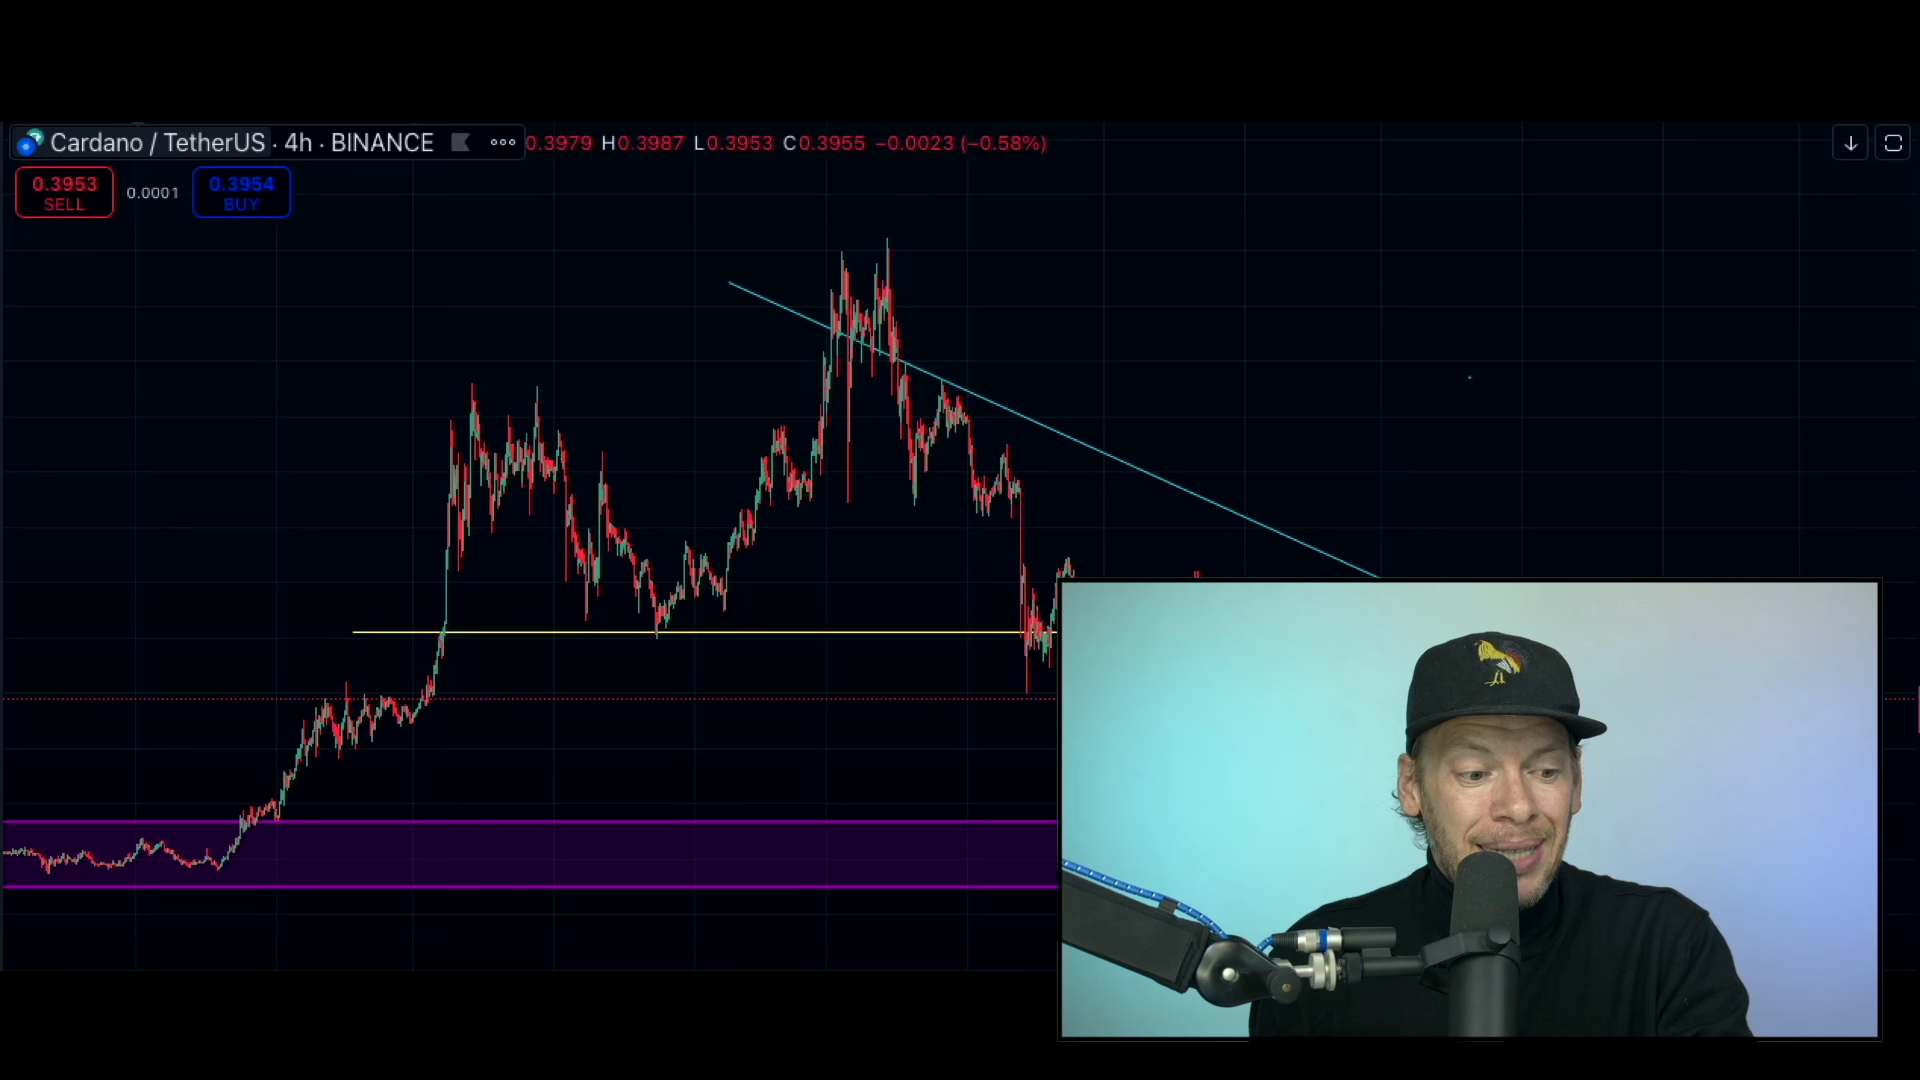 Cardano / TetherUS · 4h · BINANCE 0.3979 H0.3987 L0.3953 C0.3955 −0.0023 (−0.58%)
0.3953 0.0001 0.3954
SELL BUY